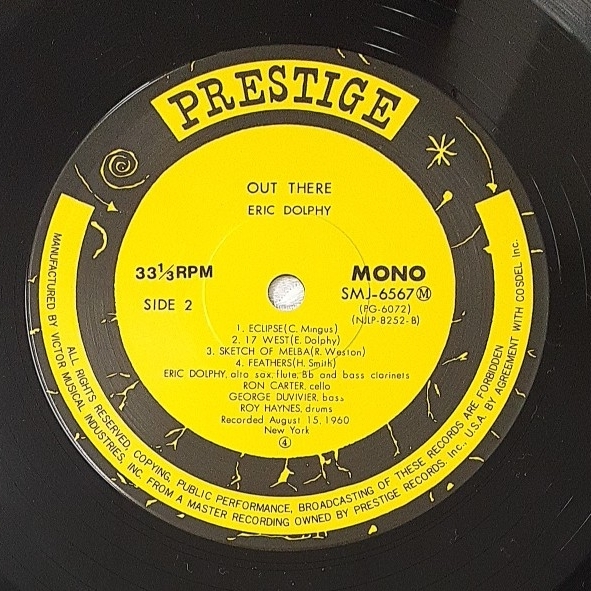 PRESTIGE
OUT THERE
ERIC DOLPHY
33⅓RPM
SIDE 2
MONO
SMJ-6567Ⓜ
(PG-6072)
(NJLP-8252-B)
1. ECLIPSE(C. Mingus)
2. 17 WEST(E. Dolphy)
3. SKETCH OF MELBA(R. Weston)
4. FEATHERS(H. Smith)
ERIC DOLPHY, alto sax, flute, Bb and bass clarinets
RON CARTER, cello
GEORGE DUVIVIER, bass
ROY HAYNES, drums
Recorded August 15, 1960
New York
④
ALL RIGHTS RESERVED, COPYING, PUBLIC PERFORMANCE, BROADCASTING OF THESE RECORDS ARE FORBIDDEN
MANUFACTURED BY VICTOR MUSICAL INDUSTRIES, INC. FROM A MASTER RECORDING OWNED BY PRESTIGE RECORDS. Inc., U.S.A. BY AGREEMENT WITH COSDEL Inc.